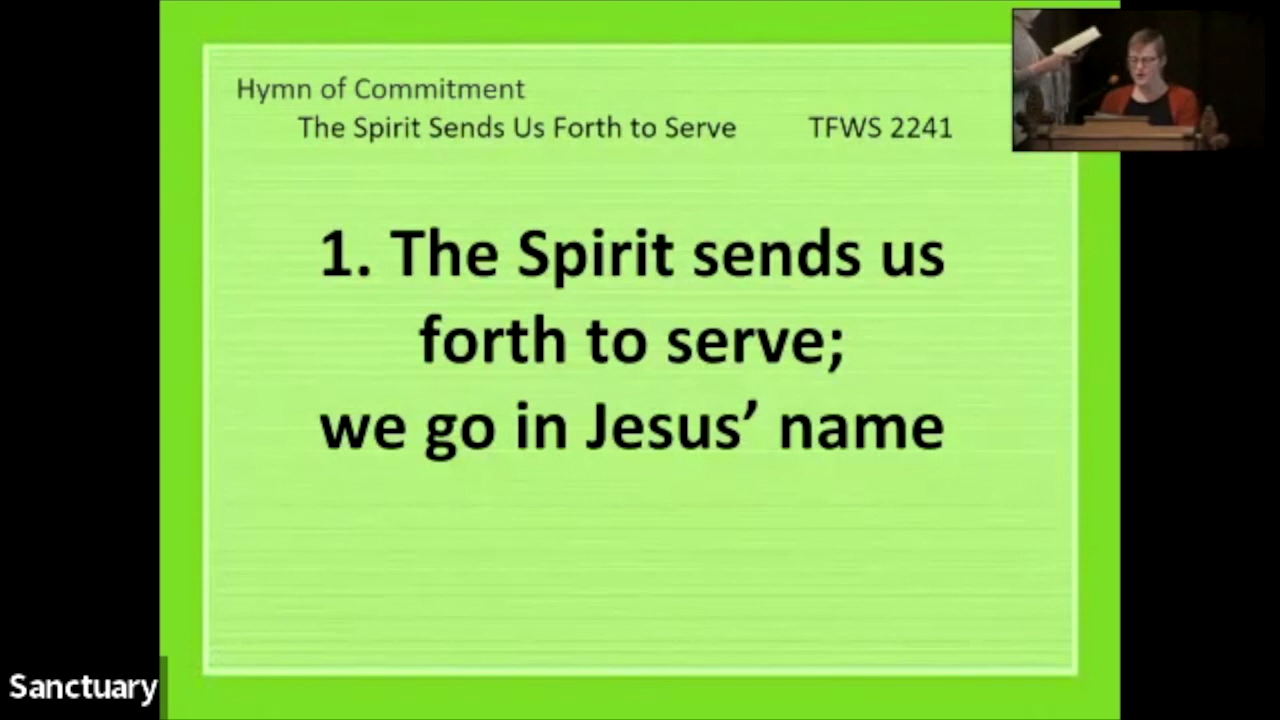 Hymn of Commitment
The Spirit Sends Us Forth to Serve TFWS 2241
1. The Spirit sends us
forth to serve;
we go in Jesus’ name
Sanctuary